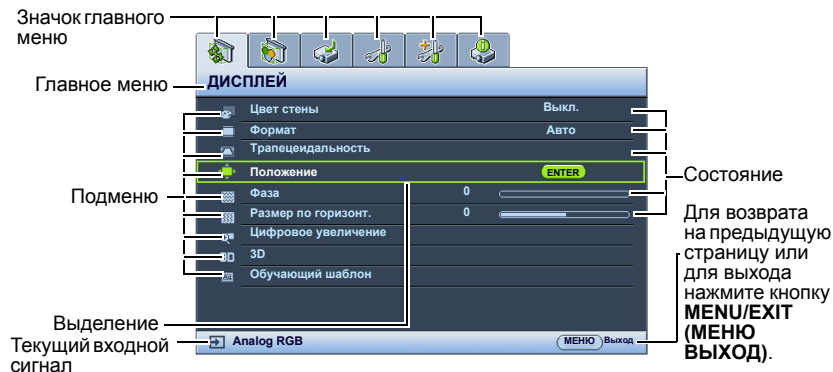 Значок главного
меню
Главное меню
ДИСПЛЕЙ
Цвет стены Выкл.
Формат Авто
Трапецеидальность
Положение ENTER
Фаза 0
Размер по горизонт. 0
Цифровое увеличение
3D
Обучающий шаблон
Подменю
Состояние
Для возврата
на предыдущую
страницу или
для выхода
нажмите кнопку
MENU/EXIT
(МЕНЮ
ВЫХОД).
Выделение
Текущий входной
сигнал
Analog RGB
МЕНЮ Выход